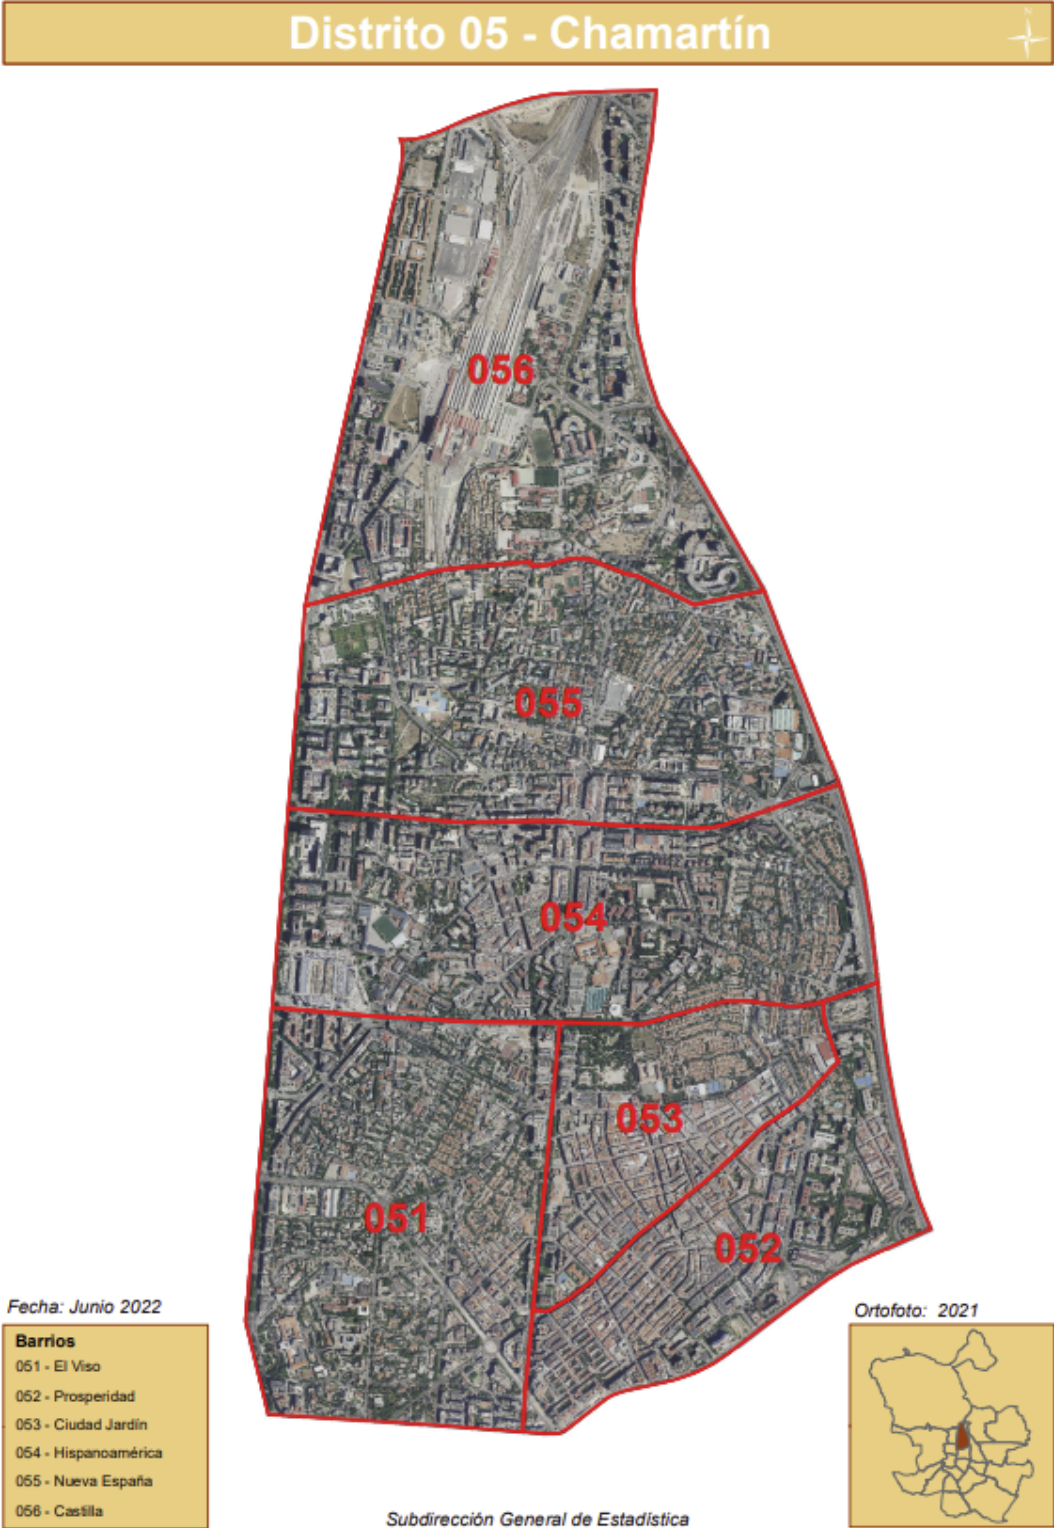 Distrito 05 - Chamartín
056
055
054
053
051
052
Fecha: Junio 2022
Ortofoto: 2021
Barrios
051 - El Viso
052 - Prosperidad
053 - Ciudad Jardín
054 - Hispanoamérica
055 - Nueva España
056 - Castilla
Subdirección General de Estadística